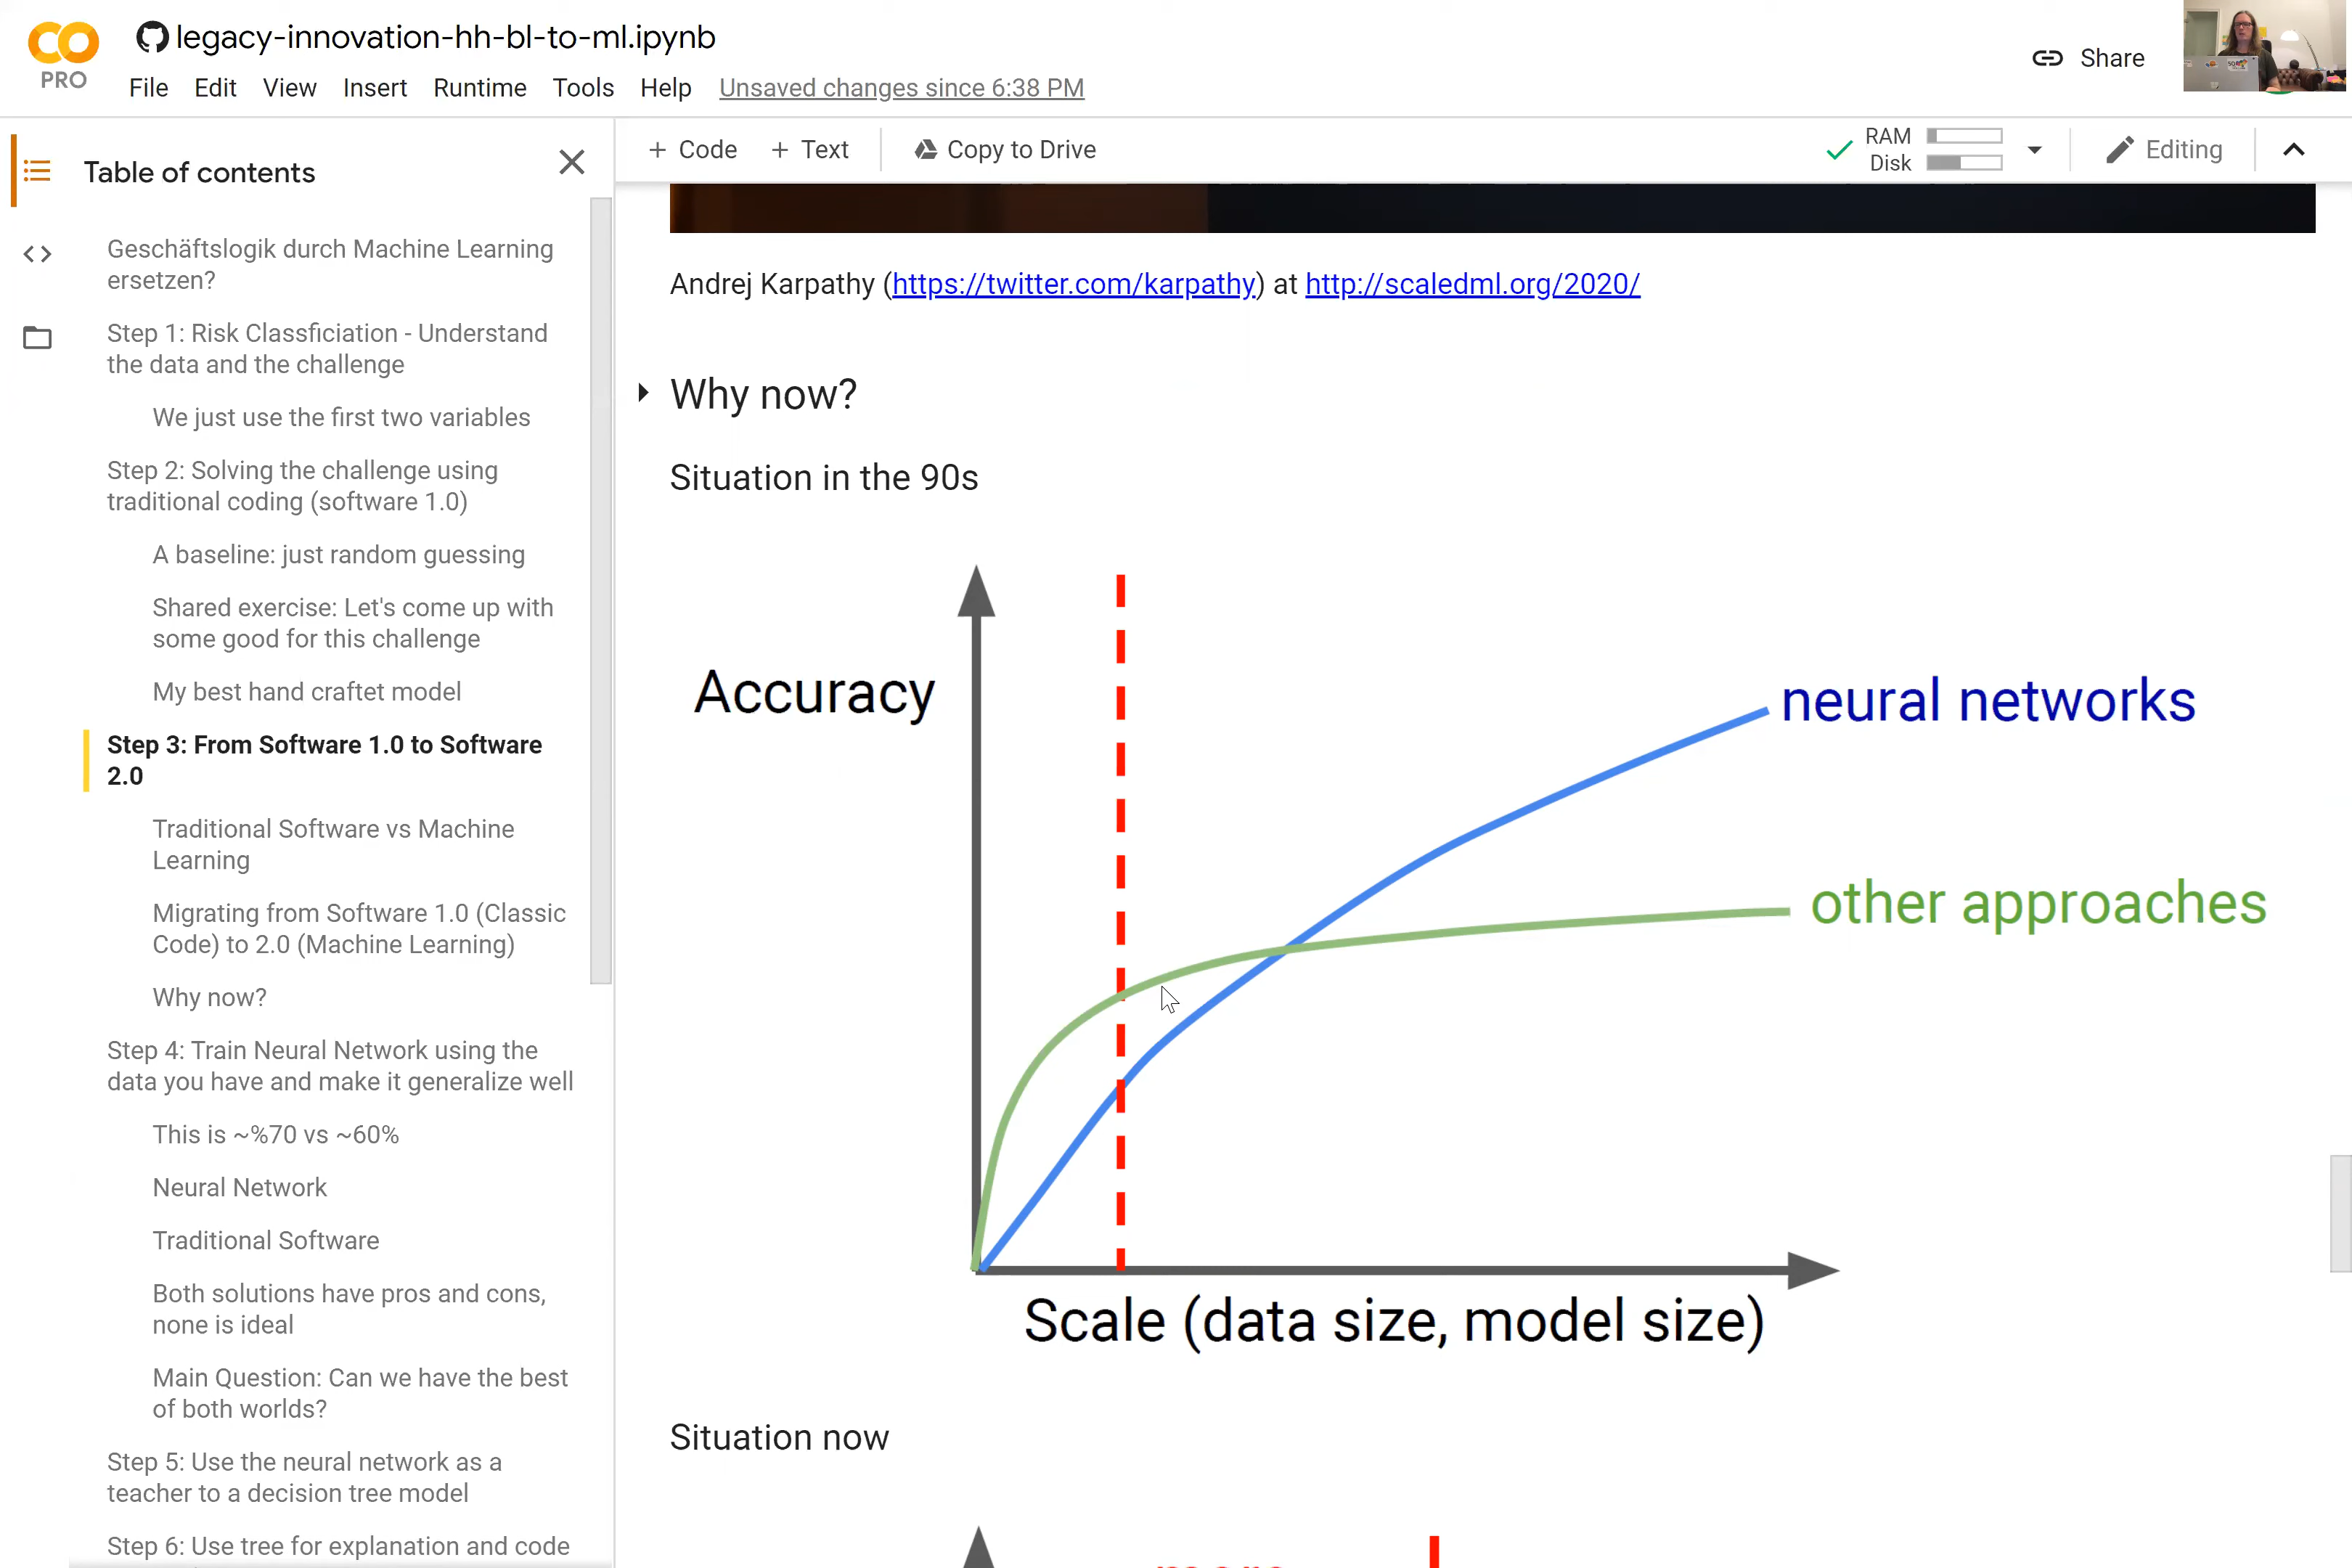 legacy-innovation-hh-bl-to-ml.ipynb
PRO
File Edit View Insert Runtime Tools Help Unsaved changes since 6:38 PM
Share
Table of contents
+ Code + Text Copy to Drive
RAM
Disk
Editing
Geschäftslogik durch Machine Learning
ersetzen?
Step 1: Risk Classficiation - Understand
the data and the challenge
We just use the first two variables
Step 2: Solving the challenge using
traditional coding (software 1.0)
A baseline: just random guessing
Shared exercise: Let's come up with
some good for this challenge
My best hand craftet model
Step 3: From Software 1.0 to Software
2.0
Traditional Software vs Machine
Learning
Migrating from Software 1.0 (Classic
Code) to 2.0 (Machine Learning)
Why now?
Step 4: Train Neural Network using the
data you have and make it generalize well
This is ~%70 vs ~60%
Neural Network
Traditional Software
Both solutions have pros and cons,
none is ideal
Main Question: Can we have the best
of both worlds?
Step 5: Use the neural network as a
teacher to a decision tree model
Step 6: Use tree for explanation and code
Andrej Karpathy (https://twitter.com/karpathy) at http://scaledml.org/2020/
Why now?
Situation in the 90s
Accuracy
neural networks
other approaches
Scale (data size, model size)
Situation now